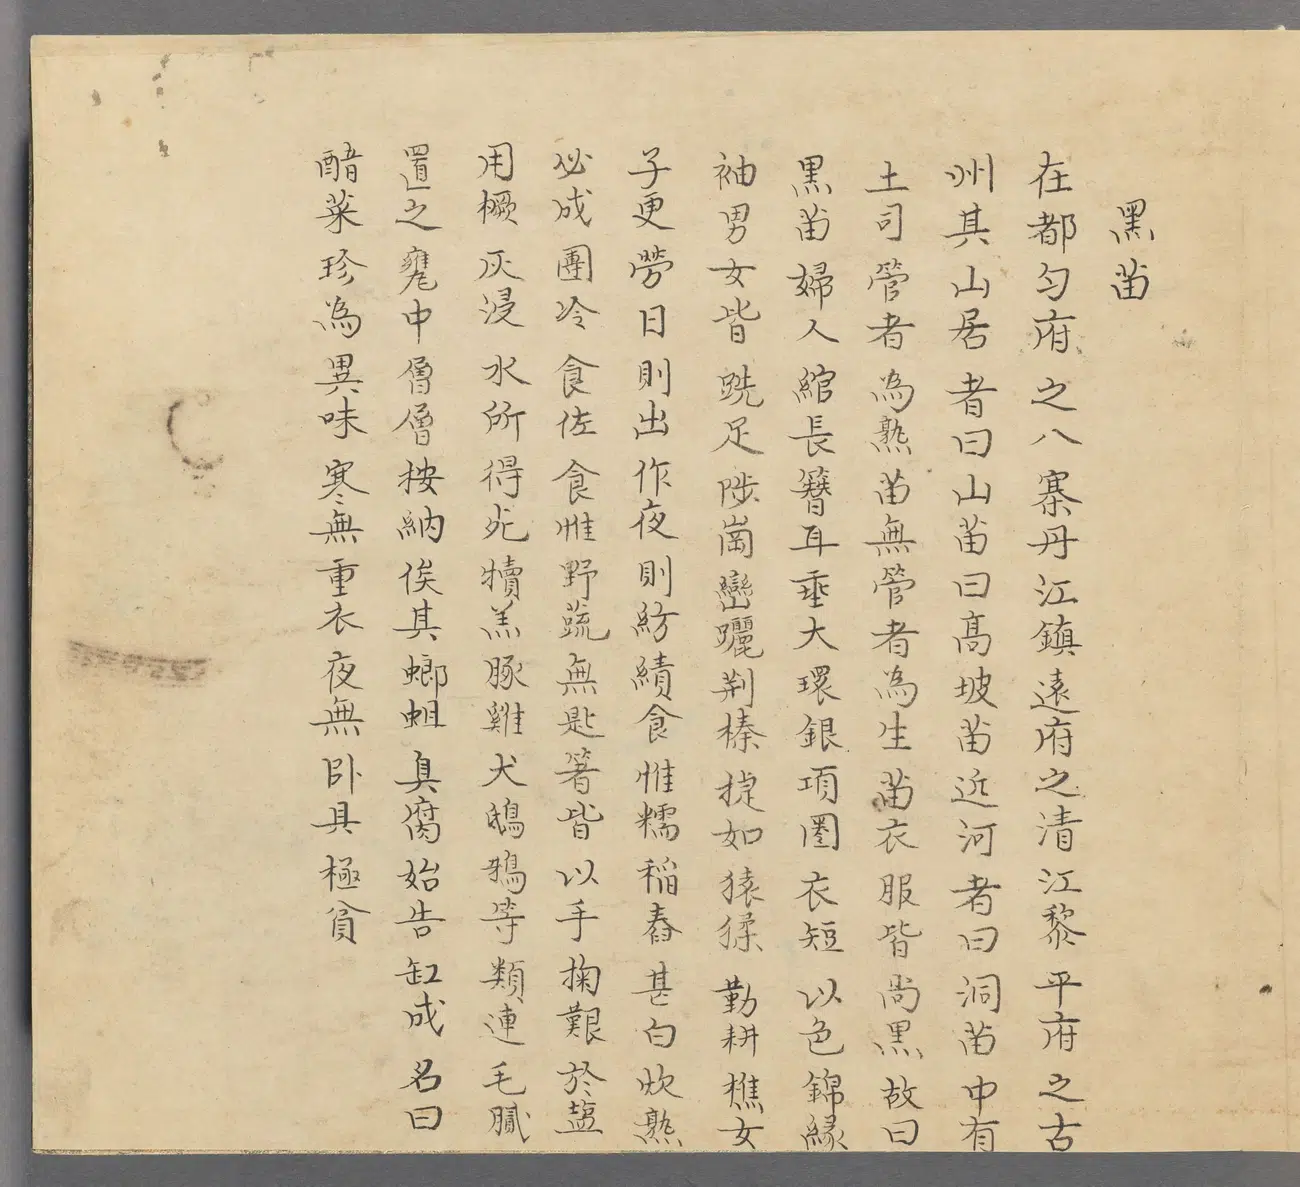 黑苗
在都勻府之八寨丹江鎮遠府之清江黎平府之古
州其山居者曰山苗曰高坡苗近河者曰洞苗中有
土司管者為熟苗無管者為生苗衣服皆尚黑故曰
黑苗婦人綰長簪耳垂大環銀項圈衣短以色錦緣
袖男女皆跣足陟崗巒躧荆榛捷如猿猱勤耕樵女
子更勞日則出作夜則紡績食惟糯稻舂甚白炊熟
必成團冷食佐食惟野蔬無匙箸皆以手掬艱於鹽
用橛灰浸水所得死犢羔豚雞犬鴟鴉等類連毛臟
置之甕中層層按納俟其螂蛆臭腐始告缸成名曰
醋菜珍為異味寒無重衣夜無卧具極貧